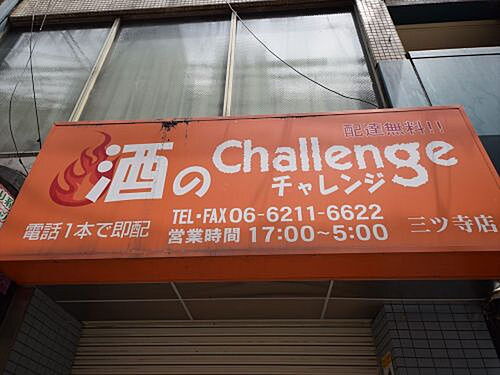 配達無料!!
酒のChallenge
チャレンジ
TEL・FAX 06-6211-6622
電話1本で即配
営業時間 17:00～5:00
三ツ寺店